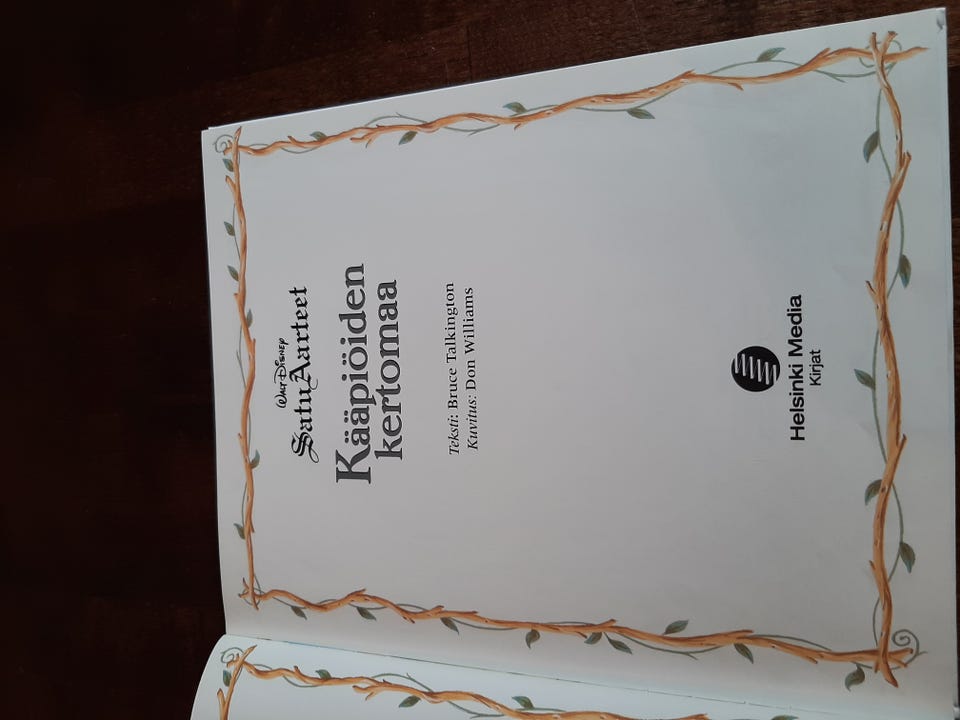 Walt Disney
SatuAarteet
Kääpiöiden
kertomaa
Teksti: Bruce Talkington
Kuvitus: Don Williams
Helsinki Media
Kirjat